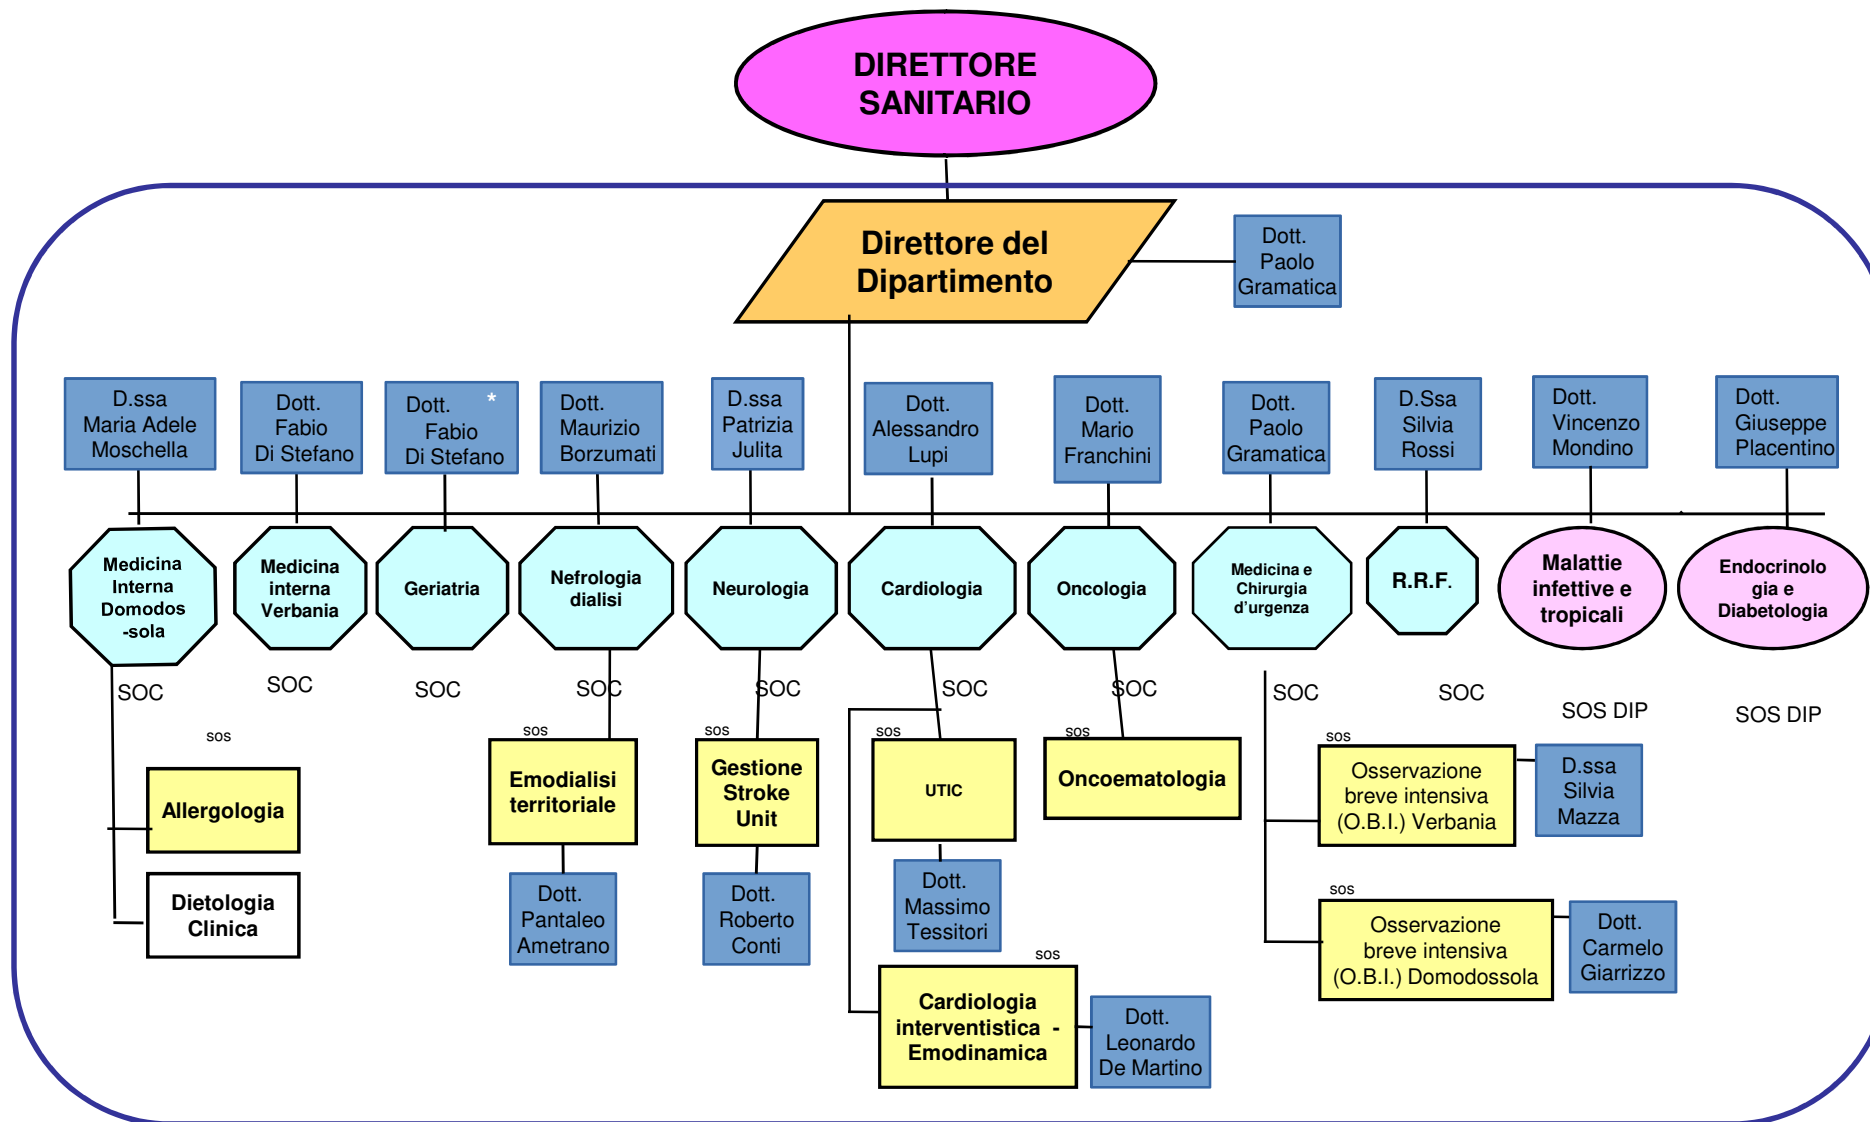 DIRETTORE
SANITARIO
Direttore del
Dipartimento
Dott.
Paolo
Gramatica
D.ssa
Maria Adele
Moschella
Dott.
Fabio
Di Stefano
Dott. *
Fabio
Di Stefano
Dott.
Maurizio
Borzumati
D.ssa
Patrizia
Julita
Dott.
Alessandro
Lupi
Dott.
Mario
Franchini
Dott.
Paolo
Gramatica
D.Ssa
Silvia
Rossi
Dott.
Vincenzo
Mondino
Dott.
Giuseppe
Placentino
Medicina
Interna
Domodos
-sola
Medicina
interna
Verbania
Geriatria
Nefrologia
dialisi
Neurologia
Cardiologia
Oncologia
Medicina e
Chirurgia
d'urgenza
R.R.F.
Malattie
infettive e
tropicali
Endocrinolo
gia e
Diabetologia
SOC
SOC
SOC
SOC
SOC
SOC
SOC
SOC
SOC
SOS DIP
SOS DIP
sos
Allergologia
Dietologia
Clinica
sos
Emodialisi
territoriale
Dott.
Pantaleo
Ametrano
sos
Gestione
Stroke
Unit
Dott.
Roberto
Conti
sos
UTIC
Dott.
Massimo
Tessitori
sos
Cardiologia
interventistica -
Emodinamica
Dott.
Leonardo
De Martino
sos
Oncoematologia
sos
Osservazione
breve intensiva
(O.B.I.) Verbania
D.ssa
Silvia
Mazza
sos
Osservazione
breve intensiva
(O.B.I.) Domodossola
Dott.
Carmelo
Giarrizzo